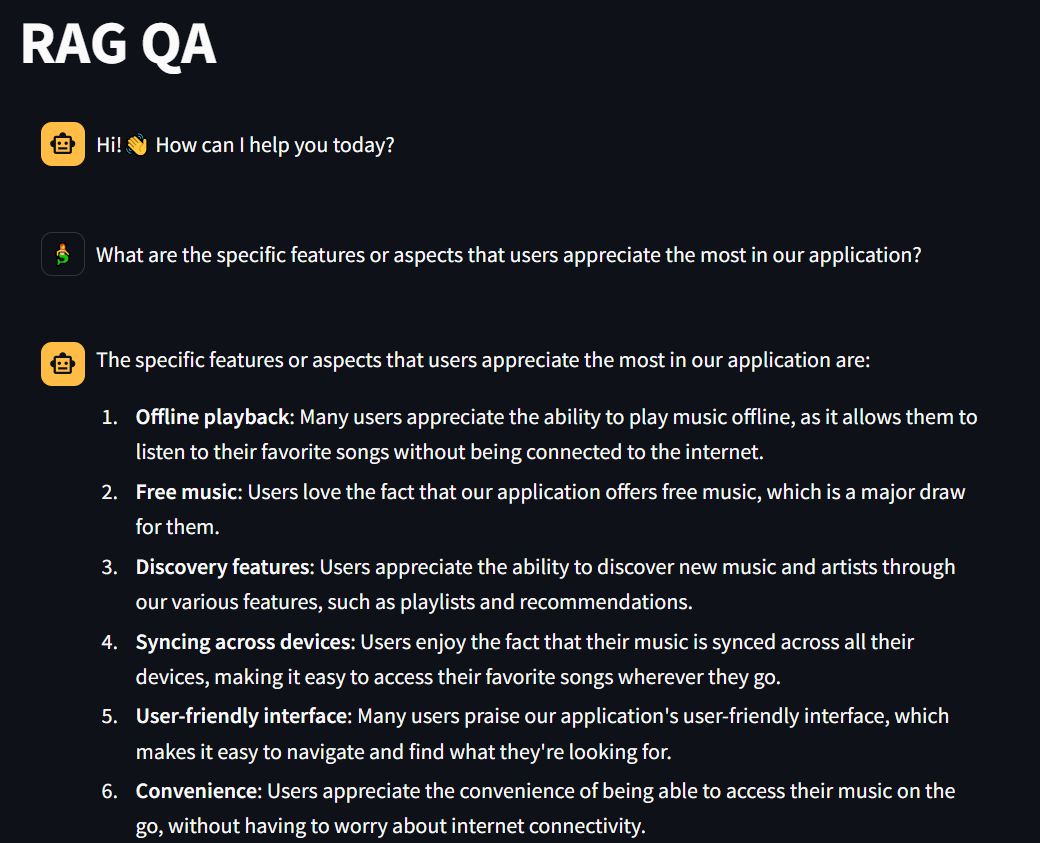 RAG QA
Hi!👋 How can I help you today?
What are the specific features or aspects that users appreciate the most in our application?
The specific features or aspects that users appreciate the most in our application are:
1. Offline playback: Many users appreciate the ability to play music offline, as it allows them to
listen to their favorite songs without being connected to the internet.
2. Free music: Users love the fact that our application offers free music, which is a major draw
for them.
3. Discovery features: Users appreciate the ability to discover new music and artists through
our various features, such as playlists and recommendations.
4. Syncing across devices: Users enjoy the fact that their music is synced across all their
devices, making it easy to access their favorite songs wherever they go.
5. User-friendly interface: Many users praise our application's user-friendly interface, which
makes it easy to navigate and find what they're looking for.
6. Convenience: Users appreciate the convenience of being able to access their music on the
go, without having to worry about internet connectivity.